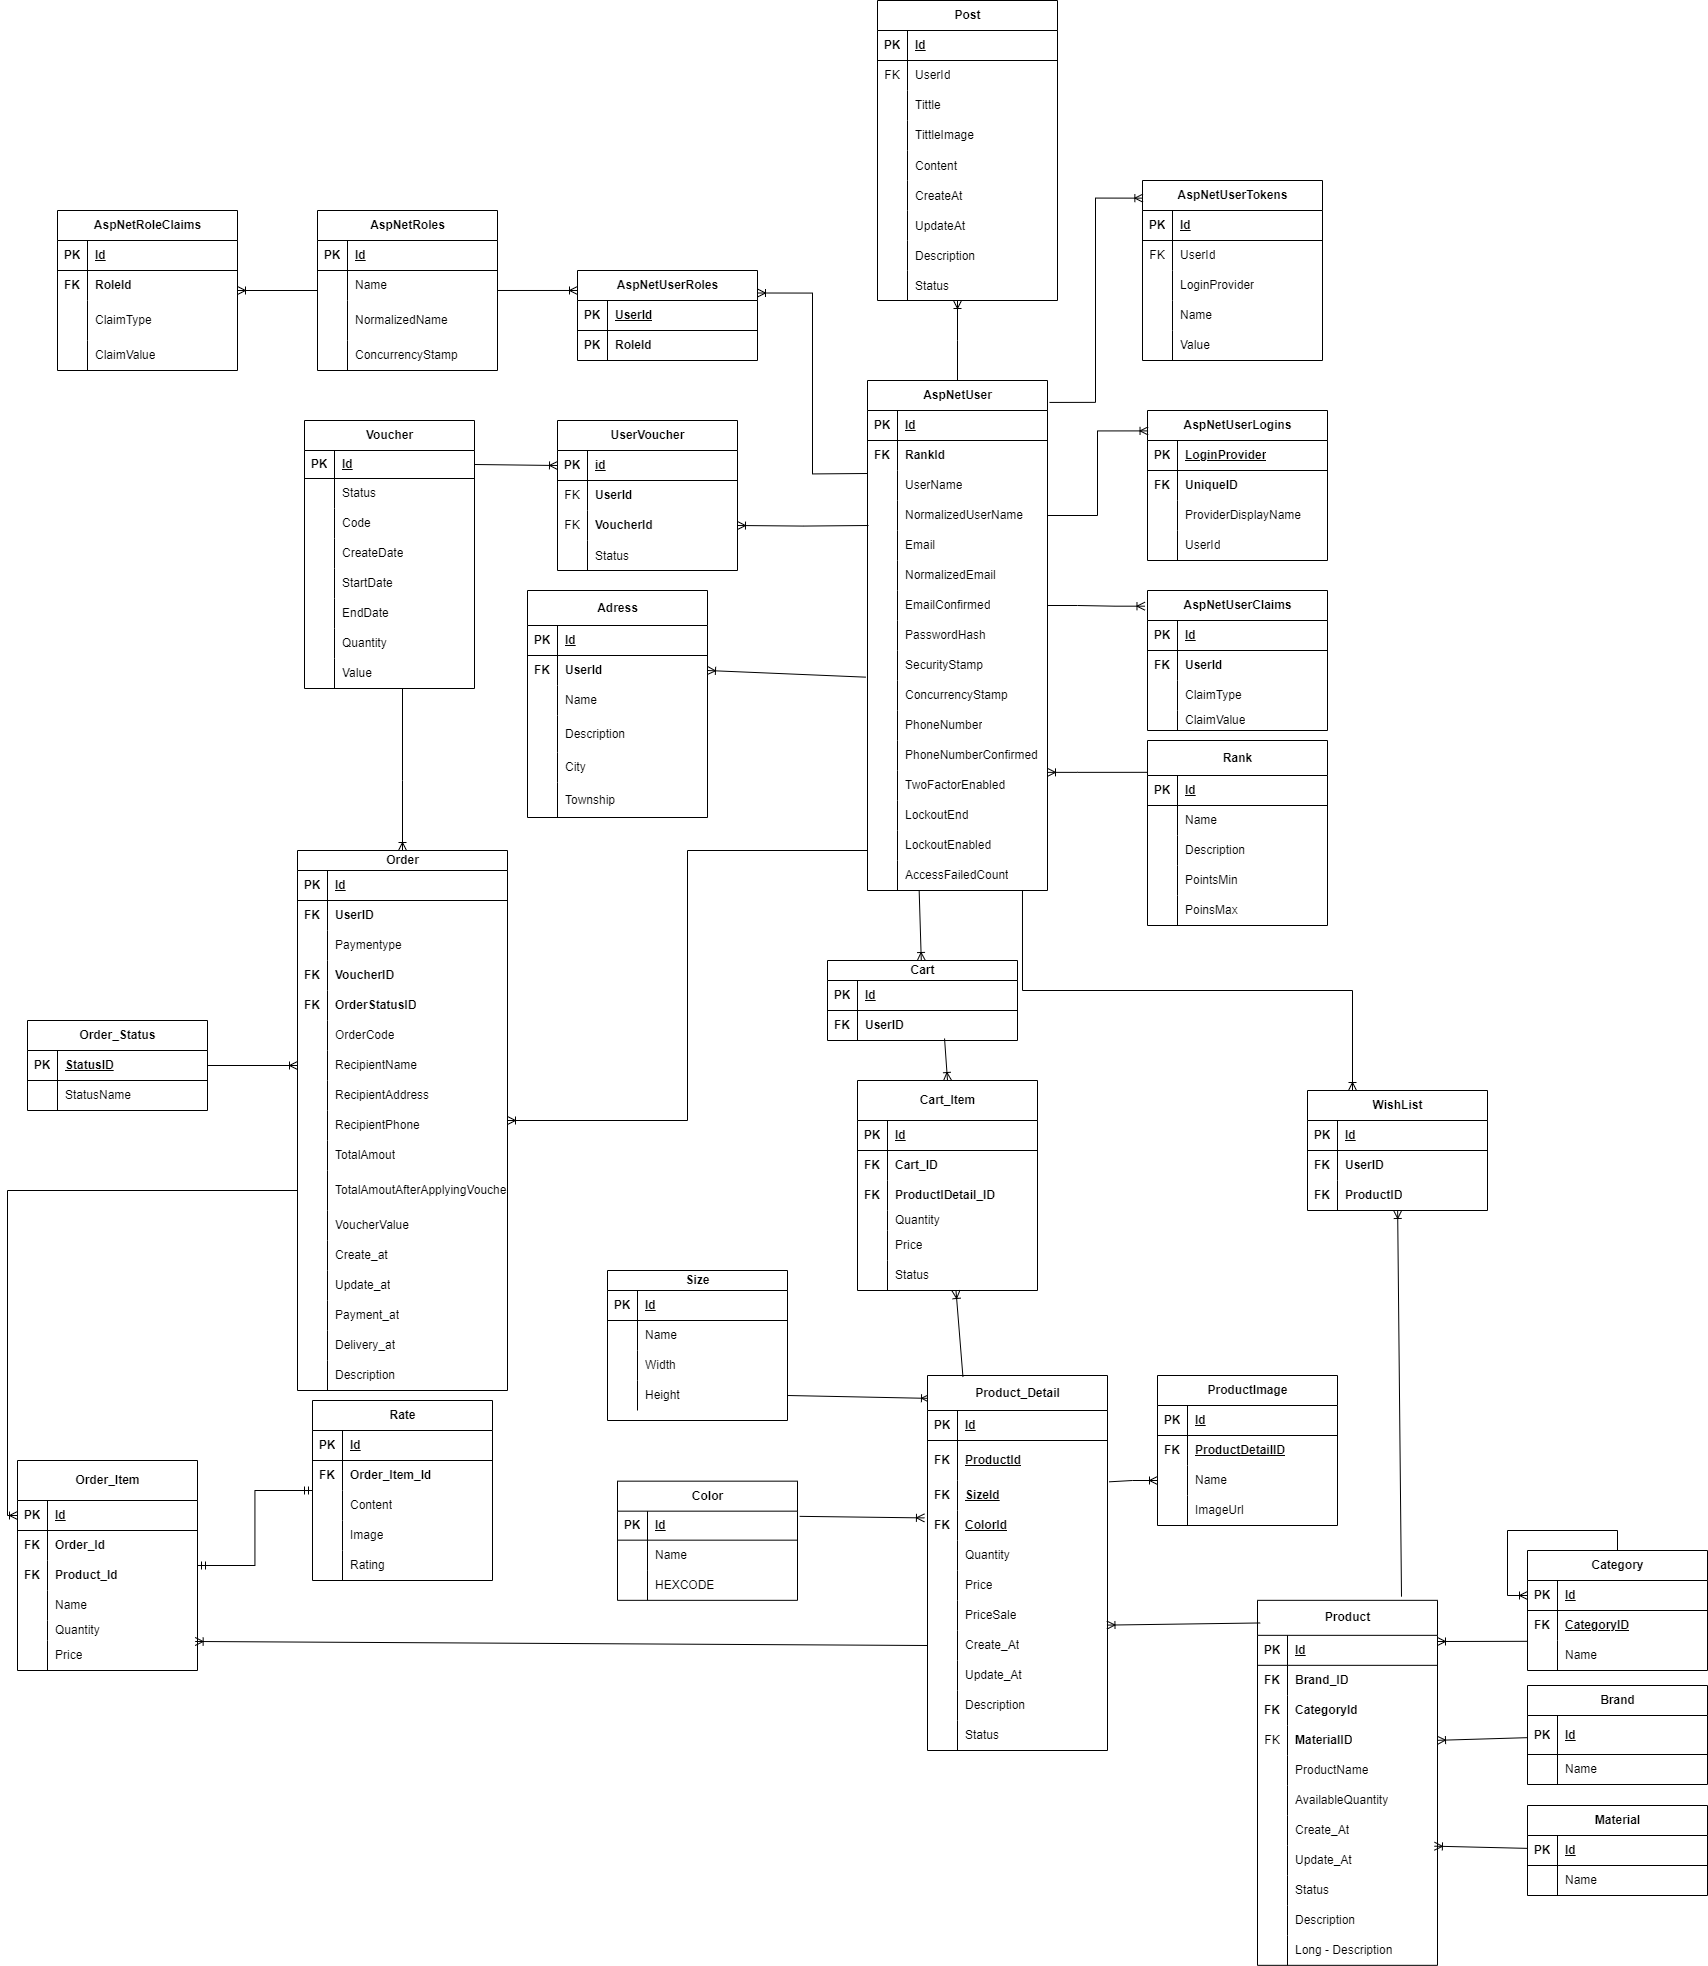 Post
PK Id
FK UserId
Tittle
TittleImage
Content
CreateAt
UpdateAt
Description
Status
AspNetUserTokens
PK Id
FK UserId
LoginProvider
Name
Value
AspNetRoleClaims
PK Id
FK RoleId
ClaimType
ClaimValue
AspNetRoles
PK Id
Name
NormalizedName
ConcurrencyStamp
AspNetUserRoles
PK UserId
PK RoleId
AspNetUser
PK Id
FK RankId
UserName
NormalizedUserName
Email
NormalizedEmail
EmailConfirmed
PasswordHash
SecurityStamp
ConcurrencyStamp
PhoneNumber
PhoneNumberConfirmed
TwoFactorEnabled
LockoutEnd
LockoutEnabled
AccessFailedCount
AspNetUserLogins
PK LoginProvider
FK UniqueID
ProviderDisplayName
UserId
Voucher
PK Id
Status
Code
CreateDate
StartDate
EndDate
Quantity
Value
UserVoucher
PK id
FK UserId
FK VoucherId
Status
Adress
PK Id
FK UserId
Name
Description
City
Township
AspNetUserClaims
PK Id
FK UserId
ClaimType
ClaimValue
Rank
PK Id
Name
Description
PointsMin
PoinsMax
Order
PK Id
FK UserID
Paymentype
FK VoucherID
FK OrderStatusID
OrderCode
RecipientName
RecipientAddress
RecipientPhone
TotalAmout
TotalAmoutAfterApplyingVouche
VoucherValue
Create_at
Update_at
Payment_at
Delivery_at
Description
Order_Status
PK StatusID
StatusName
Cart
PK Id
FK UserID
Cart_Item
PK Id
FK Cart_ID
FK ProductIDetail_ID
Quantity
Price
Status
WishList
PK Id
FK UserID
FK ProductID
Size
PK Id
Name
Width
Height
Product_Detail
PK Id
FK ProductId
FK SizeId
FK ColorId
Quantity
Price
PriceSale
Create_At
Update_At
Description
Status
ProductImage
PK Id
FK ProductDetailID
Name
ImageUrl
Rate
PK Id
FK Order_Item_Id
Content
Image
Rating
Order_Item
PK Id
FK Order_Id
FK Product_Id
Name
Quantity
Price
Color
PK Id
Name
HEXCODE
Category
PK Id
FK CategoryID
Name
Product
PK Id
FK Brand_ID
FK CategoryId
FK MaterialID
ProductName
AvailableQuantity
Create_At
Update_At
Status
Description
Long - Description
Brand
PK Id
Name
Material
PK Id
Name